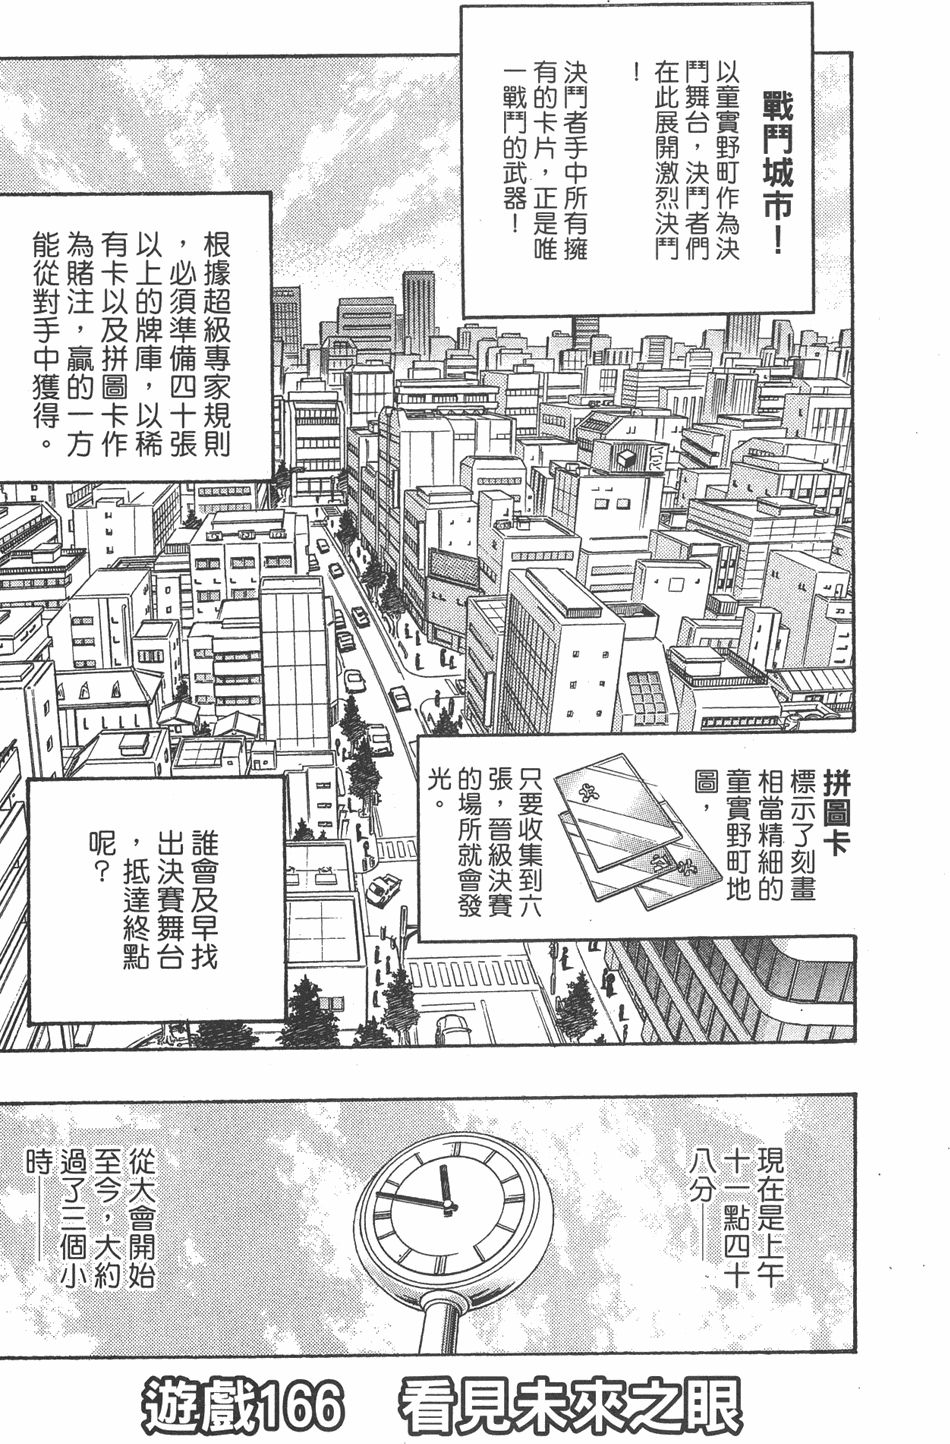 戰鬥城市！
以童實野町作為決
鬥舞台，決鬥者們
在此展開激烈決鬥
！
決鬥者手中所有擁
有的卡片，正是唯
一戰鬥的武器！
根據超級專家規則
，必須準備四十張
以上的牌庫，以稀
有卡以及拼圖卡作
為賭注，贏的一方
能從對手中獲得。
拼圖卡
標示了刻畫
相當精細的
童實野町地
圖，
只要收集到六
張，晉級決賽
的場所就會發
光。
誰會及早找
出決賽舞台
，抵達終點
呢？
現在是上午
十一點四十
八分——
從大會開始
至今，大約
過了三個小
時——
遊戲166　看見未來之眼